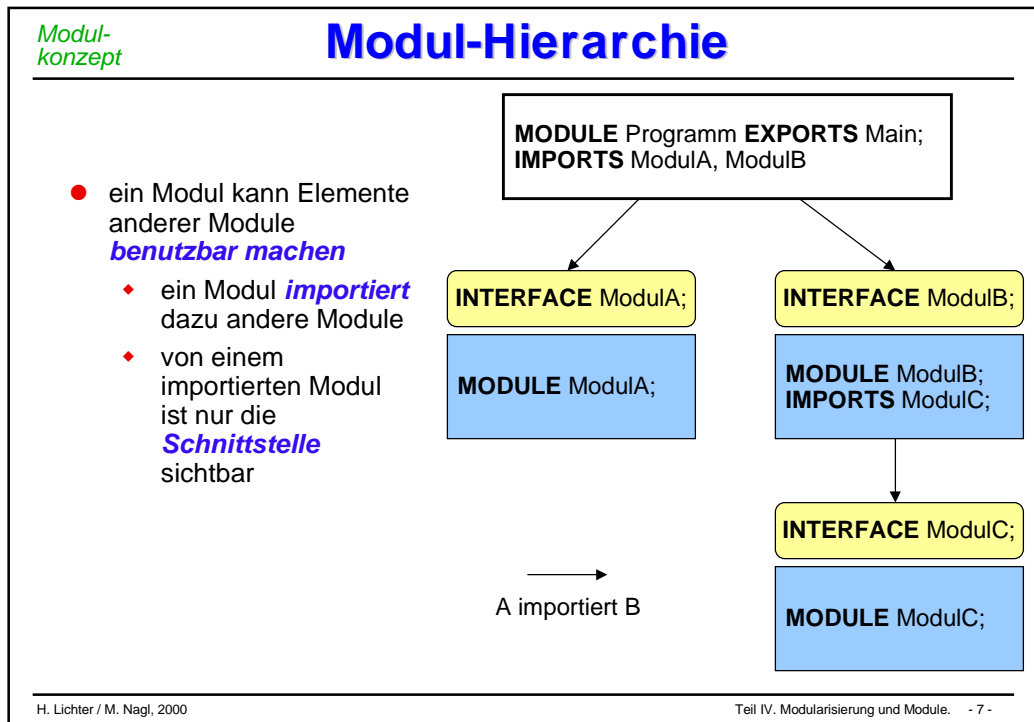 Modul-
konzept
Modul-Hierarchie
ein Modul kann Elemente
anderer Module
benutzbar machen
ein Modul importiert
dazu andere Module
von einem
importierten Modul
ist nur die
Schnittstelle
sichtbar
MODULE Programm EXPORTS Main;
IMPORTS ModulA, ModulB
INTERFACE ModulA;
MODULE ModulA;
INTERFACE ModulB;
MODULE ModulB;
IMPORTS ModulC;
INTERFACE ModulC;
MODULE ModulC;
A importiert B
H. Lichter / M. Nagl, 2000
Teil IV. Modularisierung und Module. - 7 -